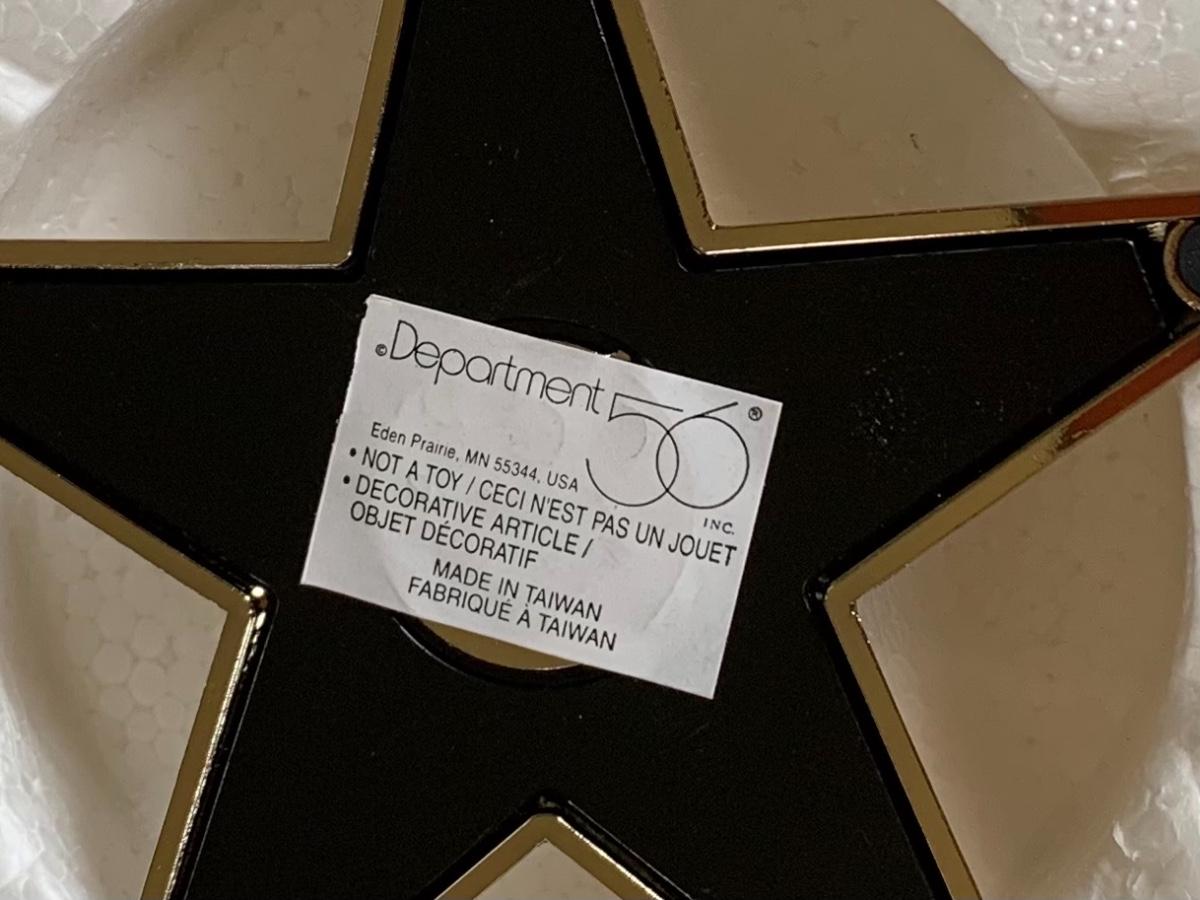 © Department 56 ®
INC.
Eden Prairie, MN 55344, USA
• NOT A TOY / CECI N'EST PAS UN JOUET
• DECORATIVE ARTICLE /
OBJET DÉCORATIF
MADE IN TAIWAN
FABRIQUÉ À TAIWAN